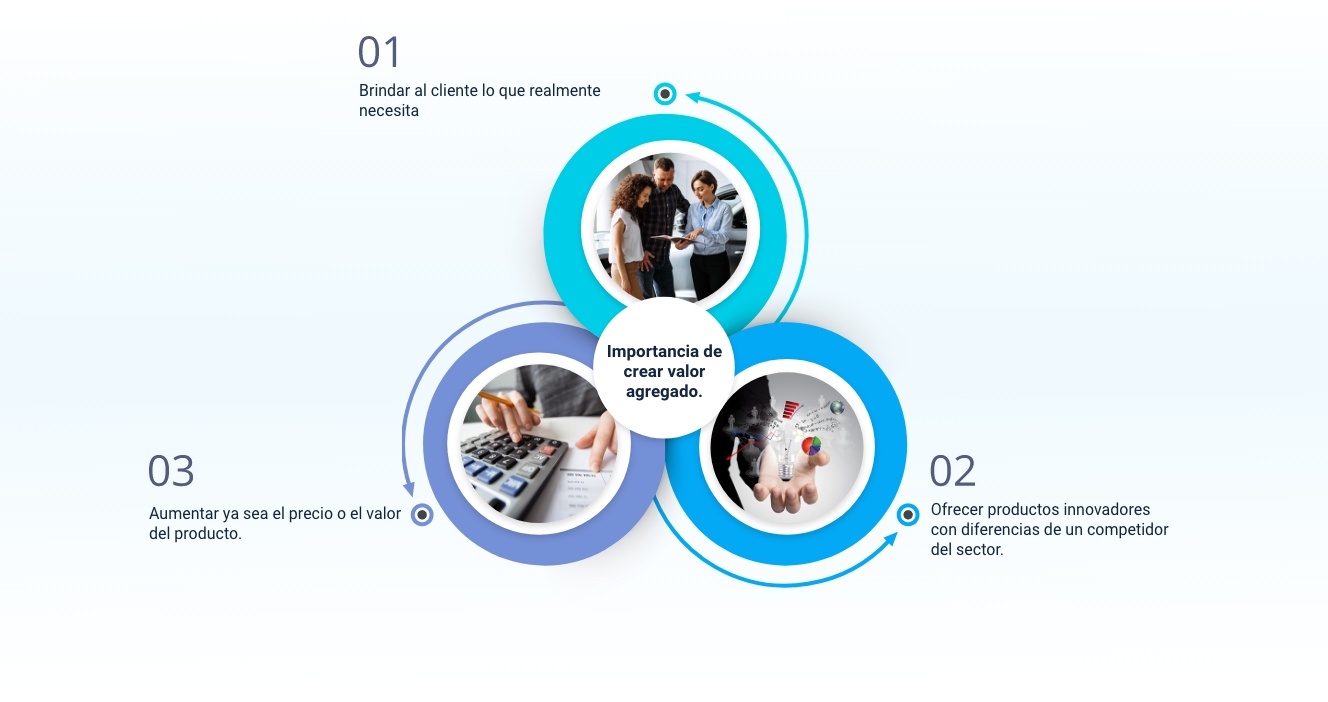 01
Brindar al cliente lo que realmente
necesita
Importancia de
crear valor
agregado.
02
Ofrecer productos innovadores
con diferencias de un competidor
del sector.
03
Aumentar ya sea el precio o el valor
del producto.